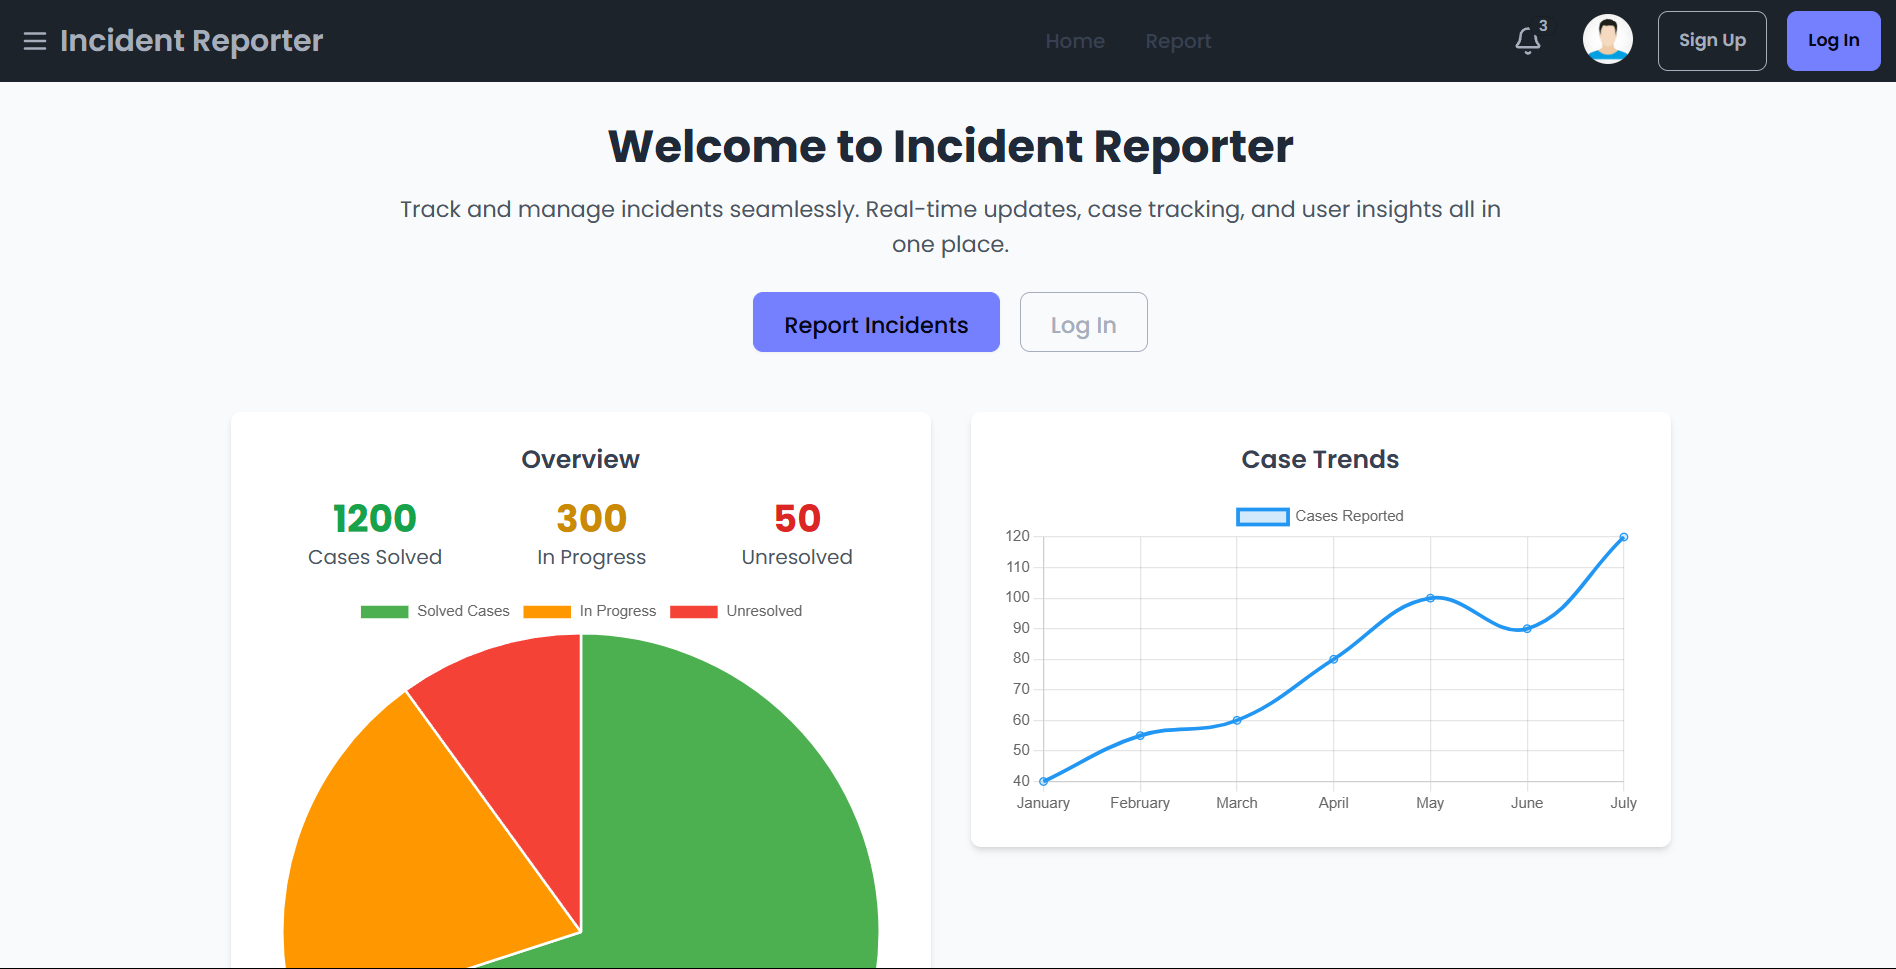 Incident Reporter
Home
Report
3
Sign Up
Log In
Welcome to Incident Reporter
Track and manage incidents seamlessly. Real-time updates, case tracking, and user insights all in
one place.
Report Incidents
Log In
Overview
1200
Cases Solved
300
In Progress
50
Unresolved
Solved Cases
In Progress
Unresolved
Case Trends
Cases Reported
120
110
100
90
80
70
60
50
40
January
February
March
April
May
June
July